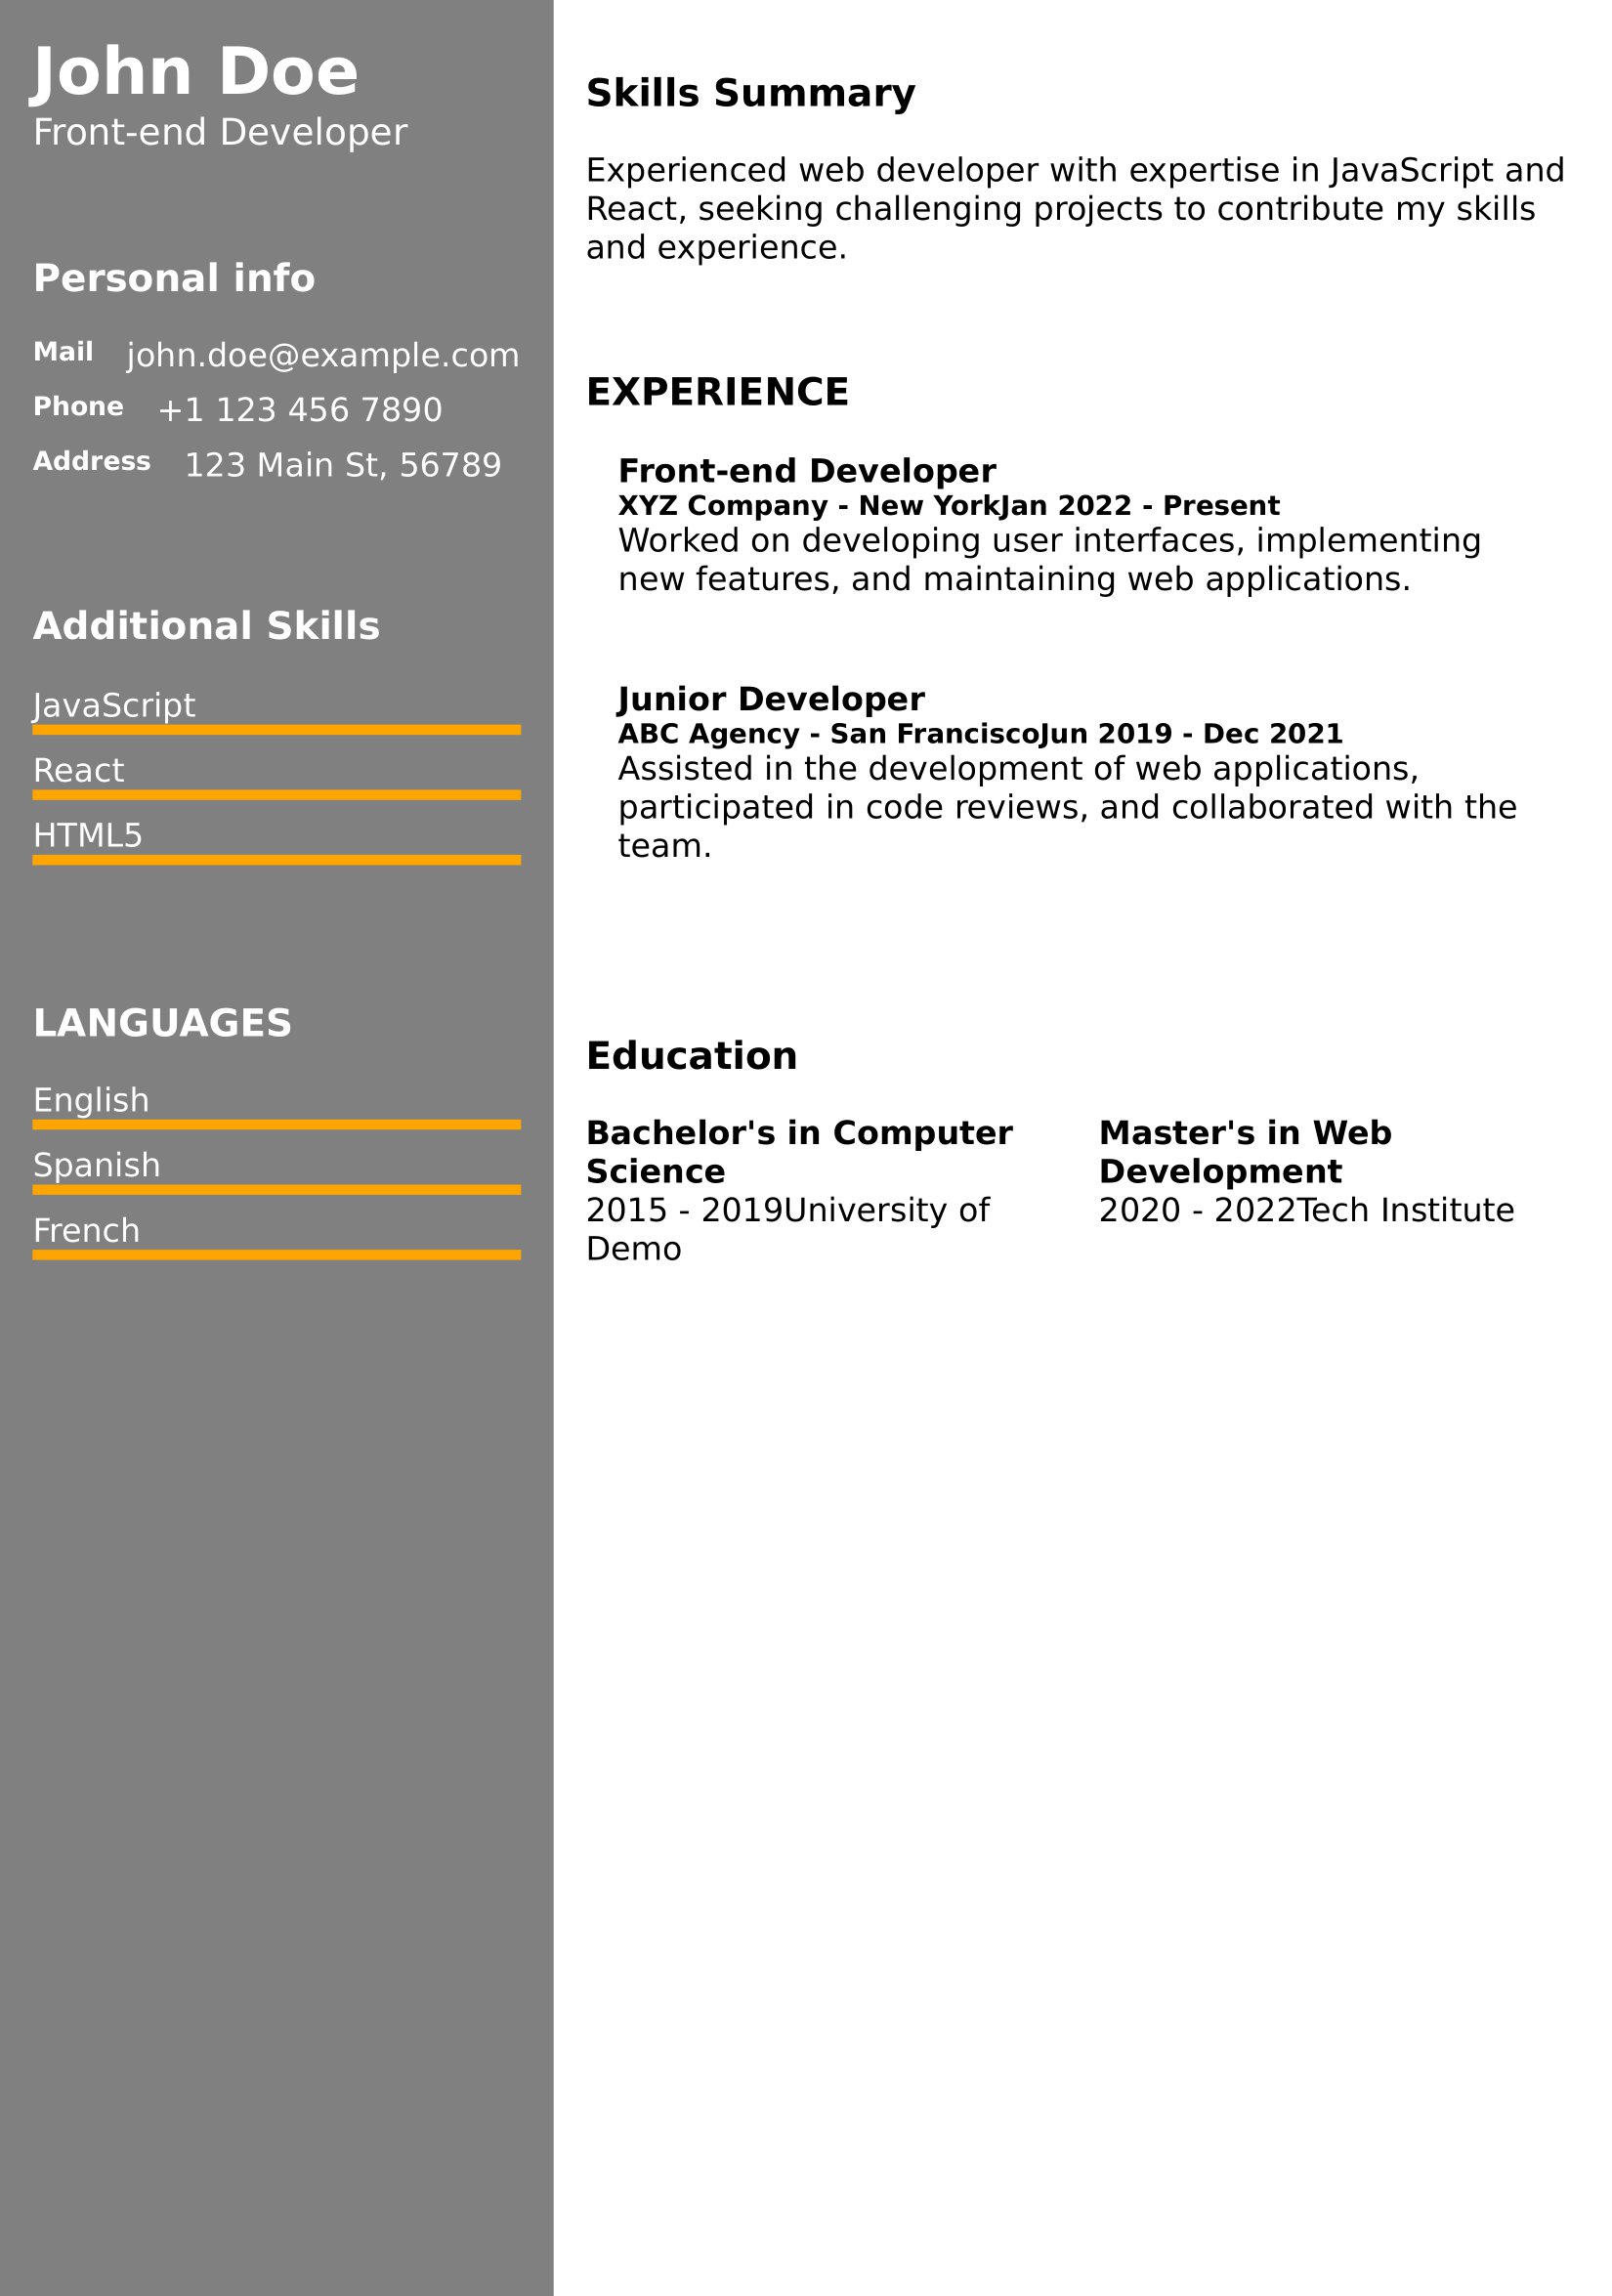 John Doe
Front-end Developer
Personal info
Mail john.doe@example.com
Phone +1 123 456 7890
Address 123 Main St, 56789
Additional Skills
JavaScript
React
HTML5
LANGUAGES
English
Spanish
French
Skills Summary
Experienced web developer with expertise in JavaScript and
React, seeking challenging projects to contribute my skills
and experience.
EXPERIENCE
Front-end Developer
XYZ Company - New YorkJan 2022 - Present
Worked on developing user interfaces, implementing
new features, and maintaining web applications.
Junior Developer
ABC Agency - San FranciscoJun 2019 - Dec 2021
Assisted in the development of web applications,
participated in code reviews, and collaborated with the
team.
Education
Bachelor's in Computer
Science
2015 - 2019University of
Demo
Master's in Web
Development
2020 - 2022Tech Institute